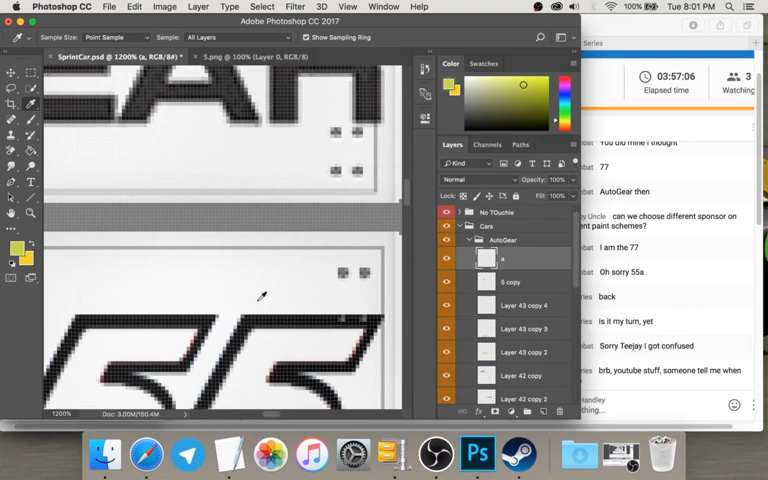 Photoshop CC File Edit Image Layer Type Select Filter 3D View Window Help 100% Tue 8:01 PM
Adobe Photoshop CC 2017
Sample Size: Point Sample Sample: All Layers Show Sampling Ring
SprintCar.psd @ 1200% (a, RGB/8#) * 5.png @ 100% (Layer 0, RGB/8)
Series
03:57:06
Elapsed time
3
Watching
Color Swatches
Layers Channels Paths
Kind
Normal Opacity: 100%
Lock: Fill: 100%
No TOuchie
Cars
AutoGear
a
5 copy
Layer 43 copy 4
Layer 43 copy 3
Layer 43 copy 2
Layer 42 copy
Layer 42 copy 2
You did mine I thought
77
AutoGear then
Uncle can we choose different sponsor on
paint schemes?
I am the 77
Oh sorry 55a
back
is it my turn, yet
Sorry Teejay I got confused
brb, youtube stuff, someone tell me when
55
1200% Doc: 3.00M/150.4M
Ps